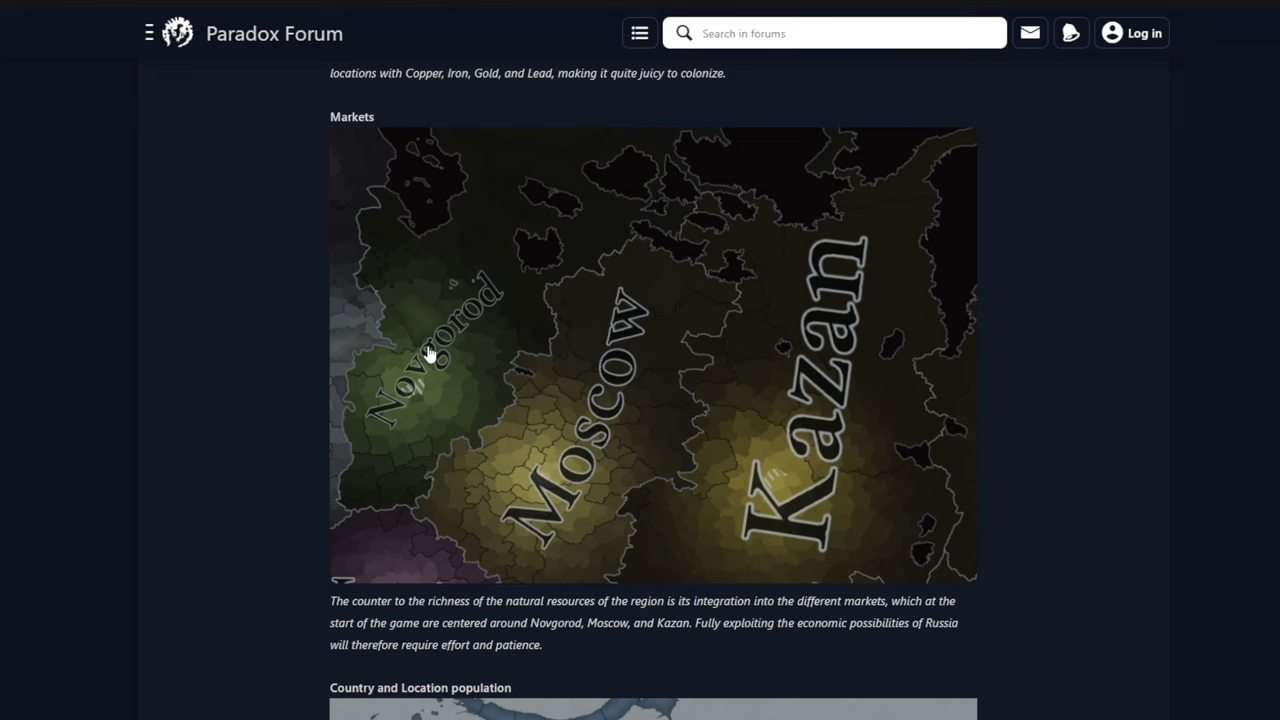 Paradox Forum
Search in forums
Log in
locations with Copper, Iron, Gold, and Lead, making it quite juicy to colonize.
Markets
Novgorod
Moscow
Kazan
The counter to the richness of the natural resources of the region is its integration into the different markets, which at the
start of the game are centered around Novgorod, Moscow, and Kazan. Fully exploiting the economic possibilities of Russia
will therefore require effort and patience.
Country and Location population